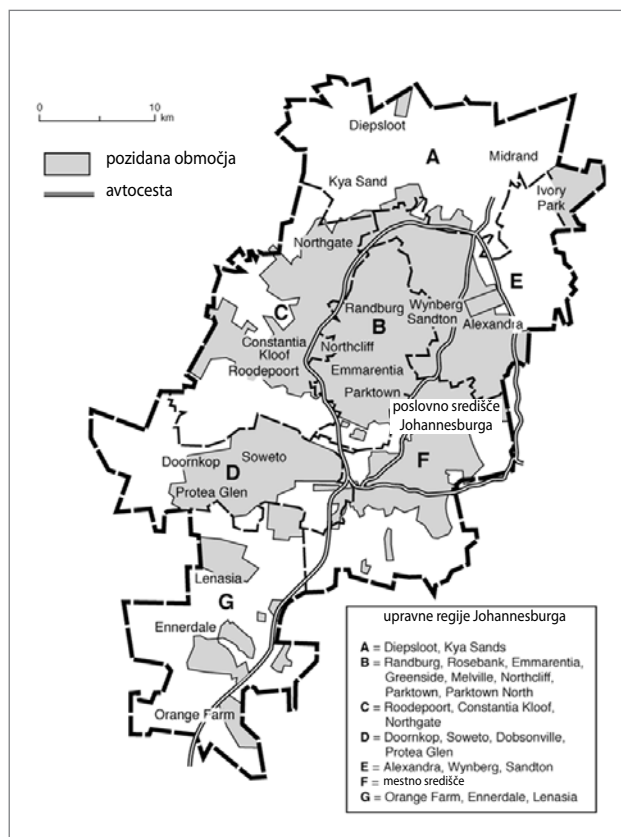 0 10
km
pozidana območja
avtocesta
Diepsloot
A
Midrand
Kya Sand
Ivory
Park
Northgate
E
C
Randburg
Wynberg
Sandton
B
Alexandra
Constantia
Kloof
Northcliff
Roodepoort
Emmarentia
Parktown
poslovno središče
Johannesburga
Doornkop
Soweto
D
F
Protea Glen
Lenasia
G
Ennerdale
Orange Farm
upravne regije Johannesburga
A = Diepsloot, Kya Sands
B = Randburg, Rosebank, Emmarentia,
Greenside, Melville, Northcliff,
Parktown, Parktown North
C = Roodepoort, Constantia Kloof,
Northgate
D = Doornkop, Soweto, Dobsonville,
Protea Glen
E = Alexandra, Wynberg, Sandton
F = mestno središče
G = Orange Farm, Ennerdale, Lenasia